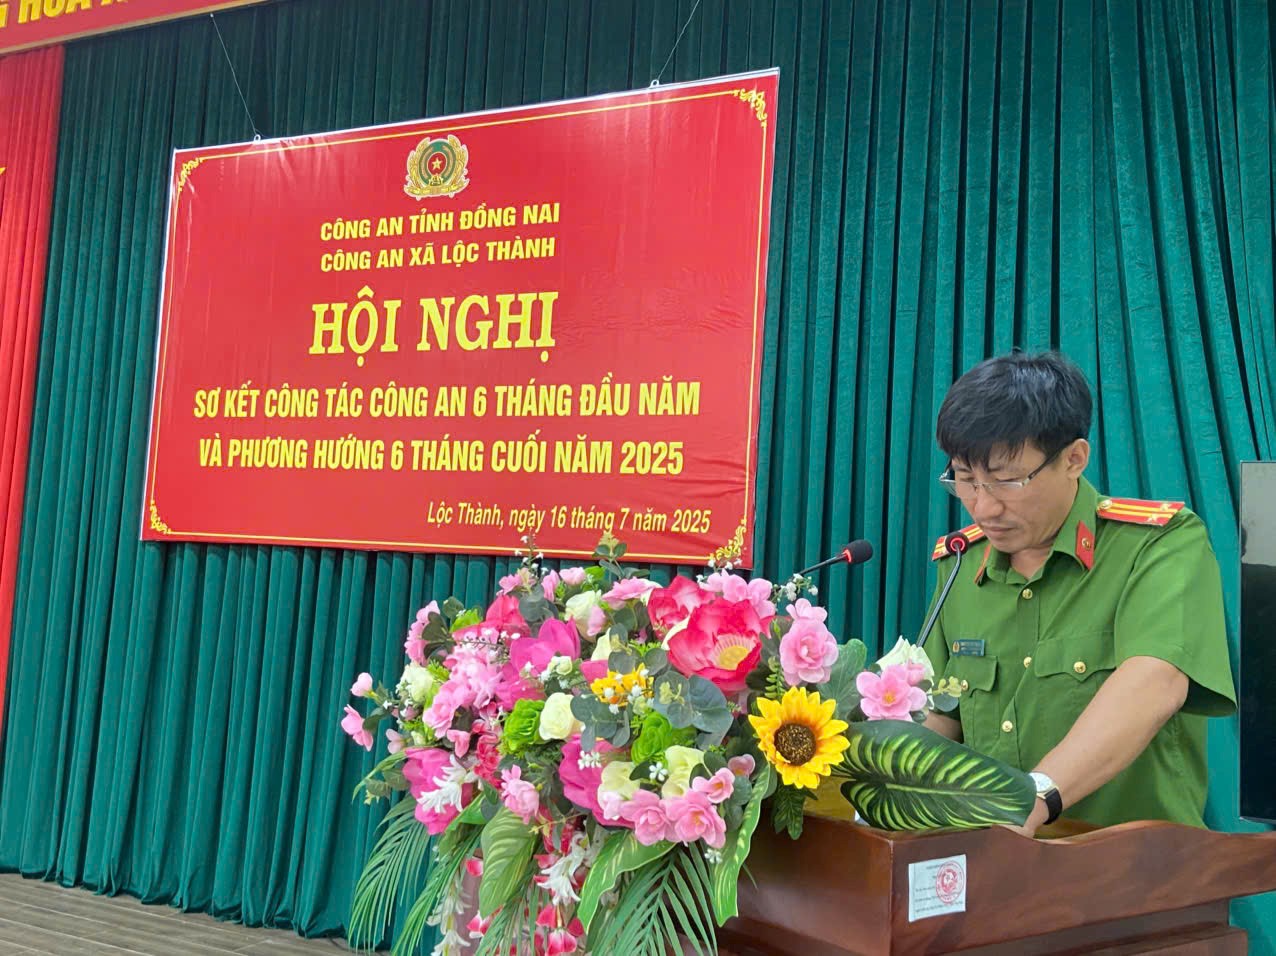 CÔNG AN TỈNH ĐỒNG NAI
CÔNG AN XÃ LỘC THÀNH
HỘI NGHỊ
SƠ KẾT CÔNG TÁC CÔNG AN 6 THÁNG ĐẦU NĂM
VÀ PHƯƠNG HƯỚNG 6 THÁNG CUỐI NĂM 2025
Lộc Thành, ngày 16 tháng 7 năm 2025